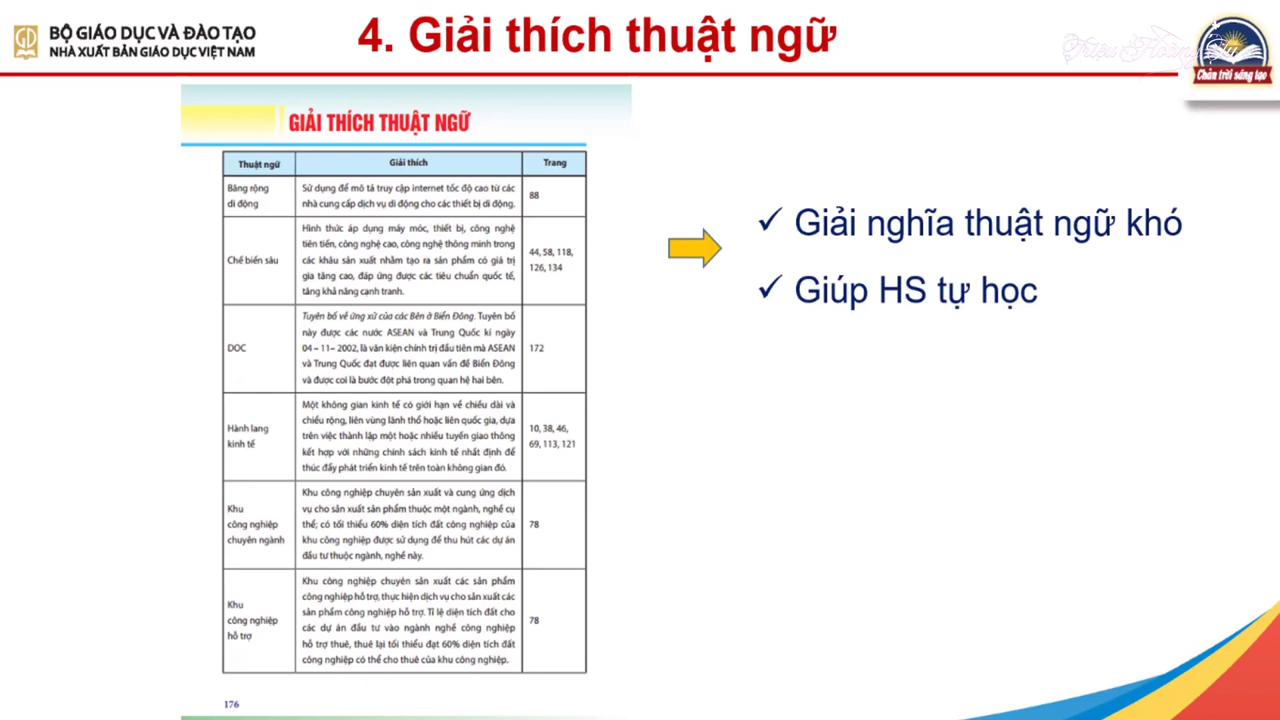 BỘ GIÁO DỤC VÀ ĐÀO TẠO
NHÀ XUẤT BẢN GIÁO DỤC VIỆT NAM
4. Giải thích thuật ngữ
Triệu Hoàng
Chân trời sáng tạo
GIẢI THÍCH THUẬT NGỮ
Thuật ngữ Giải thích Trang
Băng rộng
di động
Sử dụng để mô tả truy cập internet tốc độ cao từ các
nhà cung cấp dịch vụ di động cho các thiết bị di động.
88
Chế biến sâu
Hình thức áp dụng máy móc, thiết bị, công nghệ
tiên tiến, công nghệ cao, công nghệ thông minh trong
các khâu sản xuất nhằm tạo ra sản phẩm có giá trị
gia tăng cao, đáp ứng được các tiêu chuẩn quốc tế,
tăng khả năng cạnh tranh.
44, 58, 118,
126, 134
DOC
Tuyên bố về ứng xử của các Bên ở Biển Đông. Tuyên bố
này được các nước ASEAN và Trung Quốc kí ngày
04 – 11– 2002, là văn kiện chính trị đầu tiên mà ASEAN
và Trung Quốc đạt được liên quan vấn đề Biển Đông
và được coi là bước đột phá trong quan hệ hai bên.
172
Hành lang
kinh tế
Một không gian kinh tế có giới hạn về chiều dài và
chiều rộng, liên vùng lãnh thổ hoặc liên quốc gia, dựa
trên việc thành lập một hoặc nhiều tuyến giao thông
kết hợp với những chính sách kinh tế nhất định để
thúc đẩy phát triển kinh tế trên toàn không gian đó.
10, 38, 46,
69, 113, 121
Khu
công nghiệp
chuyên ngành
Khu công nghiệp chuyên sản xuất và cung ứng dịch
vụ cho sản xuất sản phẩm thuộc một ngành, nghề cụ
thể; có tối thiểu 60% diện tích đất công nghiệp của
khu công nghiệp được sử dụng để thu hút các dự án
đầu tư thuộc ngành, nghề này.
78
Khu
công nghiệp
hỗ trợ
Khu công nghiệp chuyên sản xuất các sản phẩm
công nghiệp hỗ trợ, thực hiện dịch vụ cho sản xuất các
sản phẩm công nghiệp hỗ trợ. Tỉ lệ diện tích đất cho
các dự án đầu tư vào ngành nghề công nghiệp
hỗ trợ thuê, thuê lại tối thiểu đạt 60% diện tích đất
công nghiệp có thể cho thuê của khu công nghiệp.
78
176
✓ Giải nghĩa thuật ngữ khó
✓ Giúp HS tự học